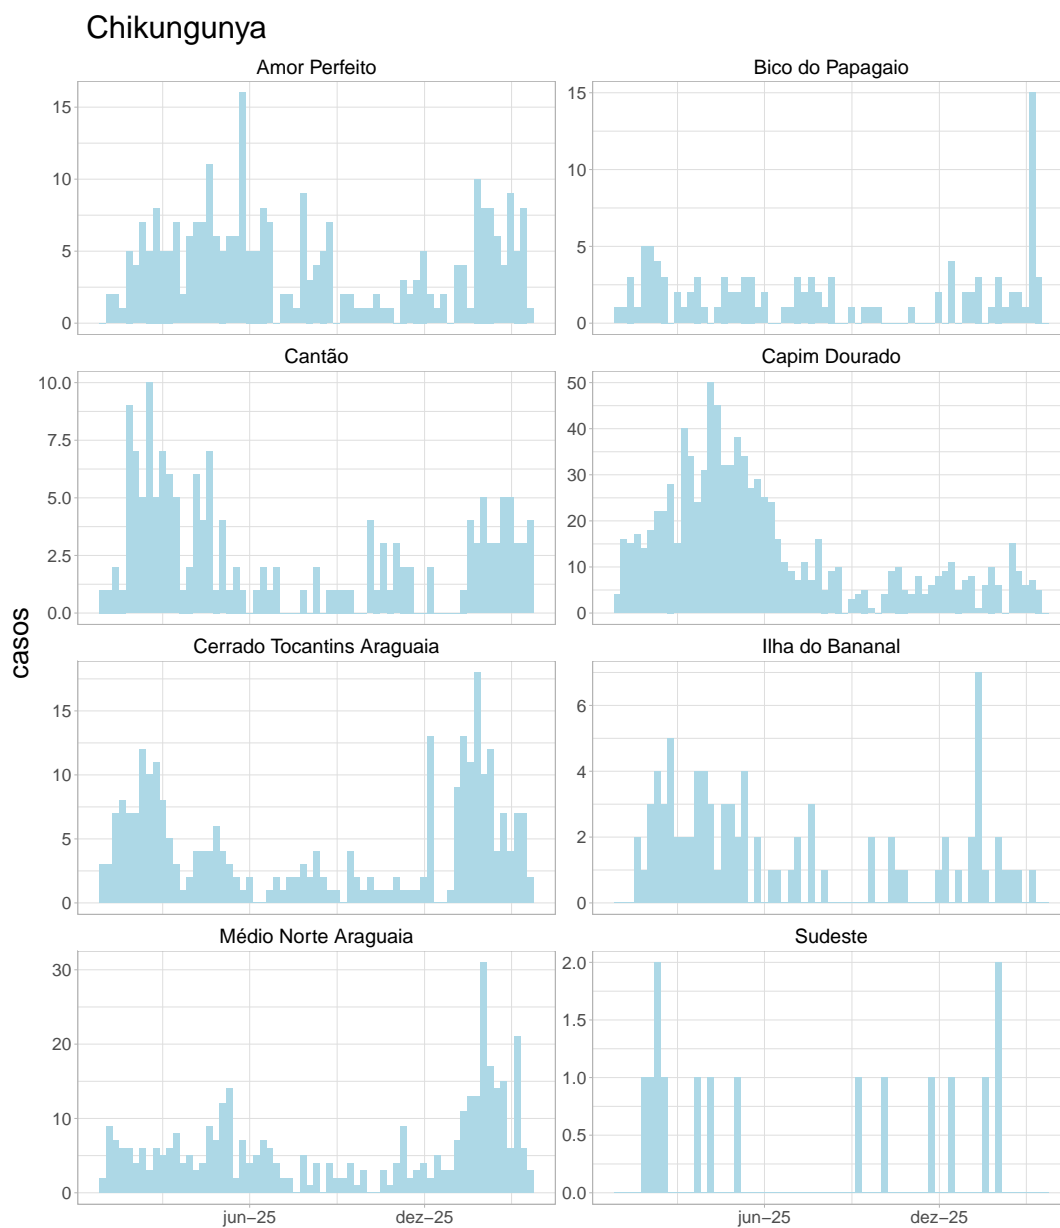 Chikungunya
Amor Perfeito
Bico do Papagaio
15
10
5
0
15
10
5
0
Cantão
Capim Dourado
10.0
7.5
5.0
2.5
0.0
50
40
30
20
10
0
casos
Cerrado Tocantins Araguaia
Ilha do Bananal
15
10
5
0
6
4
2
0
Médio Norte Araguaia
Sudeste
30
20
10
0
2.0
1.5
1.0
0.5
0.0
jun−25
dez−25
jun−25
dez−25